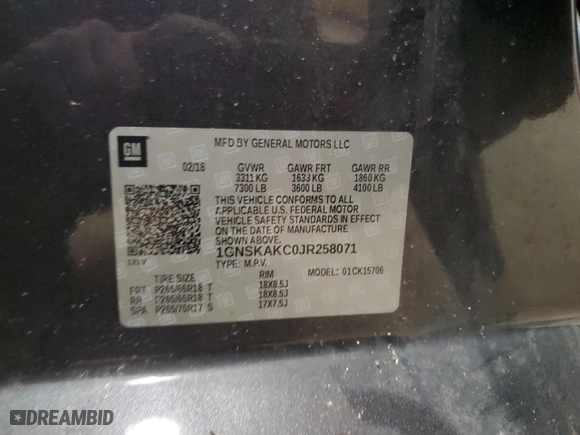 GM
MFD BY GENERAL MOTORS LLC
02/18 GVWR GAWR FRT GAWR RR
3311 KG 1633 KG 1860 KG
7300 LB 3600 LB 4100 LB
THIS VEHICLE CONFORMS TO ALL
APPLICABLE U.S. FEDERAL MOTOR
VEHICLE SAFETY STANDARDS IN EFFECT
ON THE DATE OF MANUFACTURE
SHOWN ABOVE.
1GNSKAKC0JR258071
TYPE: M.P.V. MODEL: 01CK15706
TIRE SIZE RIM
FRT P265/65R18 T 18X8.5J
RR P265/65R18 T 18X8.5J
SPA P255/70R17 S 17X7.5J
DREAMBID